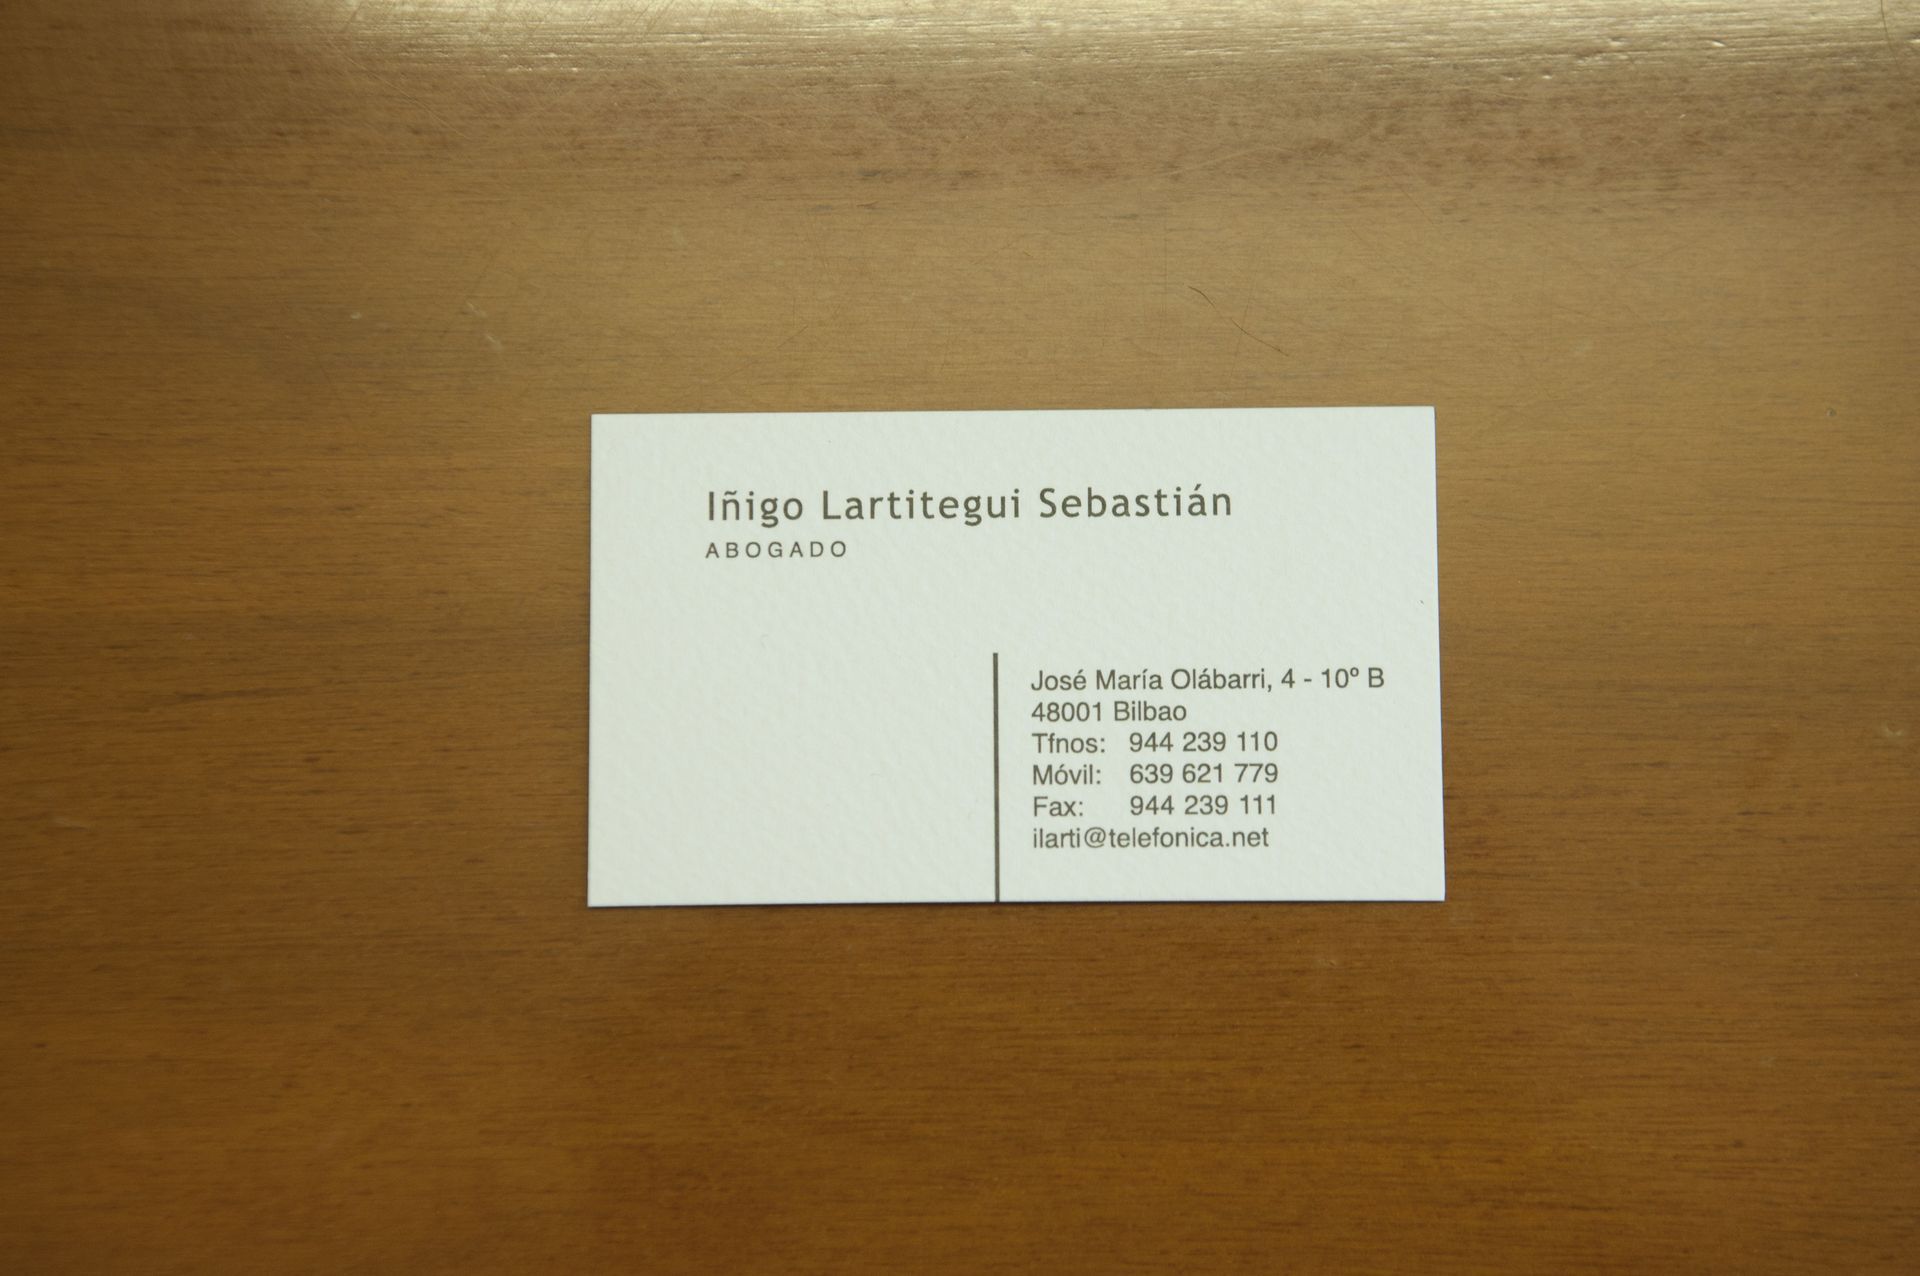 Iñigo Lartitegui Sebastián
ABOGADO
José María Olábarri, 4 - 10º B
48001 Bilbao
Tfnos: 944 239 110
Móvil: 639 621 779
Fax: 944 239 111
ilarti@telefonica.net